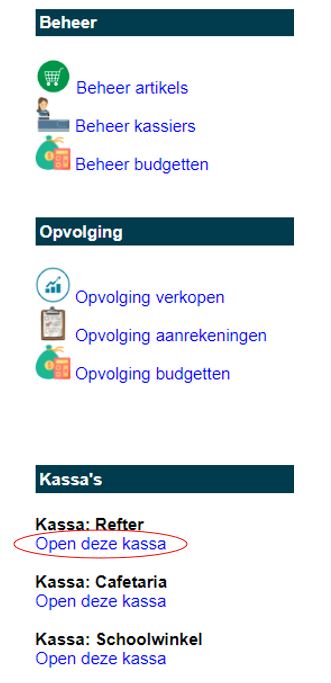 Beheer
Beheer artikels
Beheer kassiers
Beheer budgetten
Opvolging
Opvolging verkopen
Opvolging aanrekeningen
Opvolging budgetten
Kassa's
Kassa: Refter
Open deze kassa
Kassa: Cafetaria
Open deze kassa
Kassa: Schoolwinkel
Open deze kassa